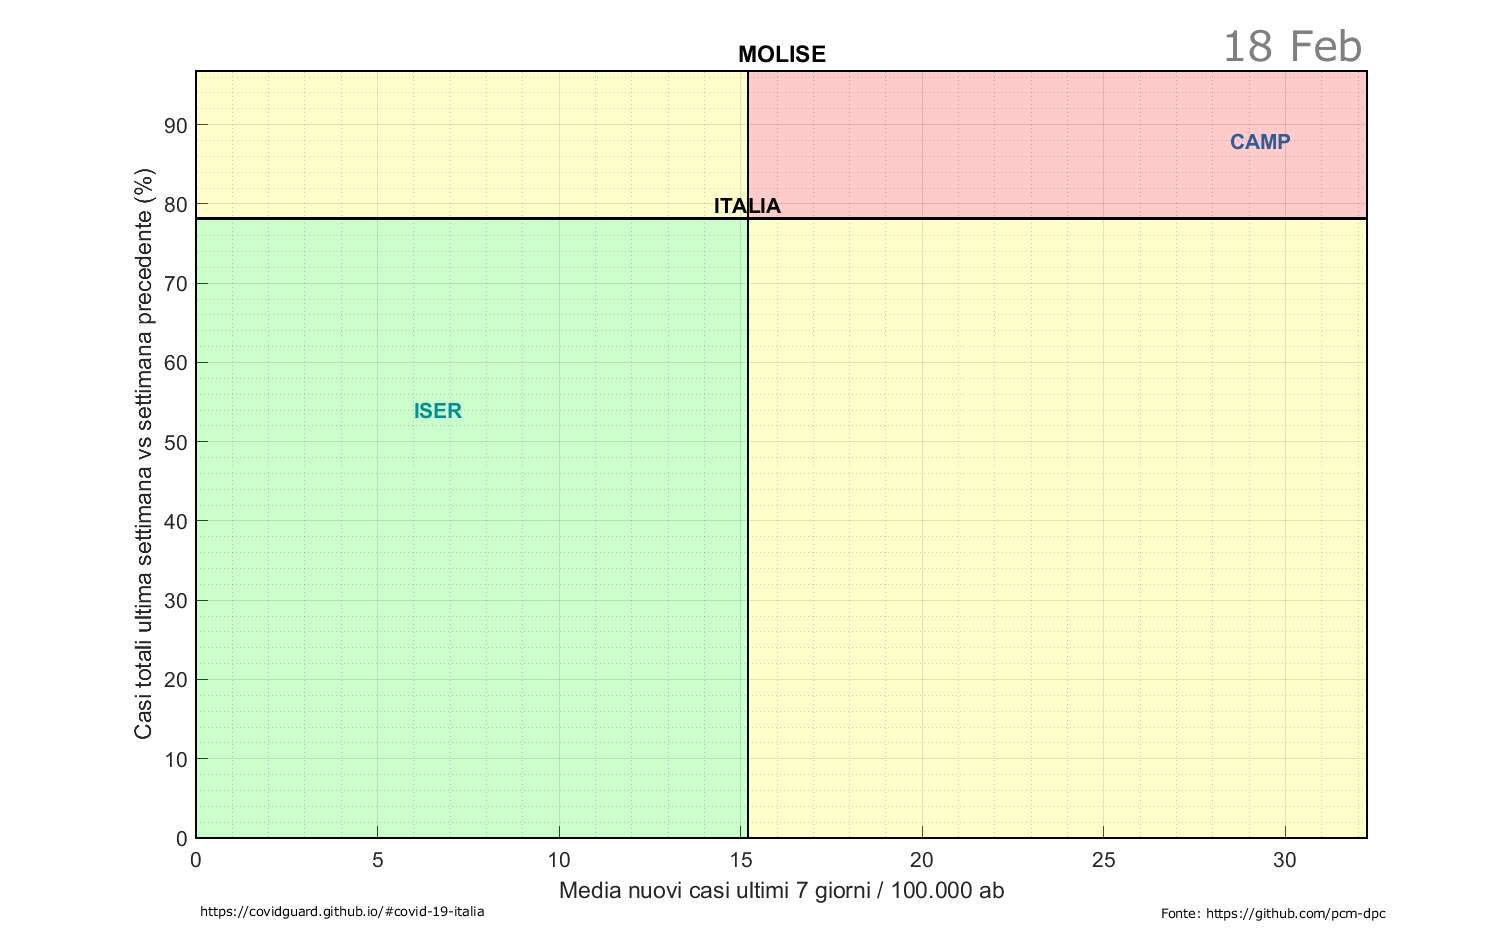 MOLISE
18 Feb
90
80
70
60
50
40
30
20
10
0
Casi totali ultima settimana vs settimana precedente (%)
CAMP
ITALIA
ISER
0 5 10 15 20 25 30
Media nuovi casi ultimi 7 giorni / 100.000 ab
https://covidguard.github.io/#covid-19-italia
Fonte: https://github.com/pcm-dpc